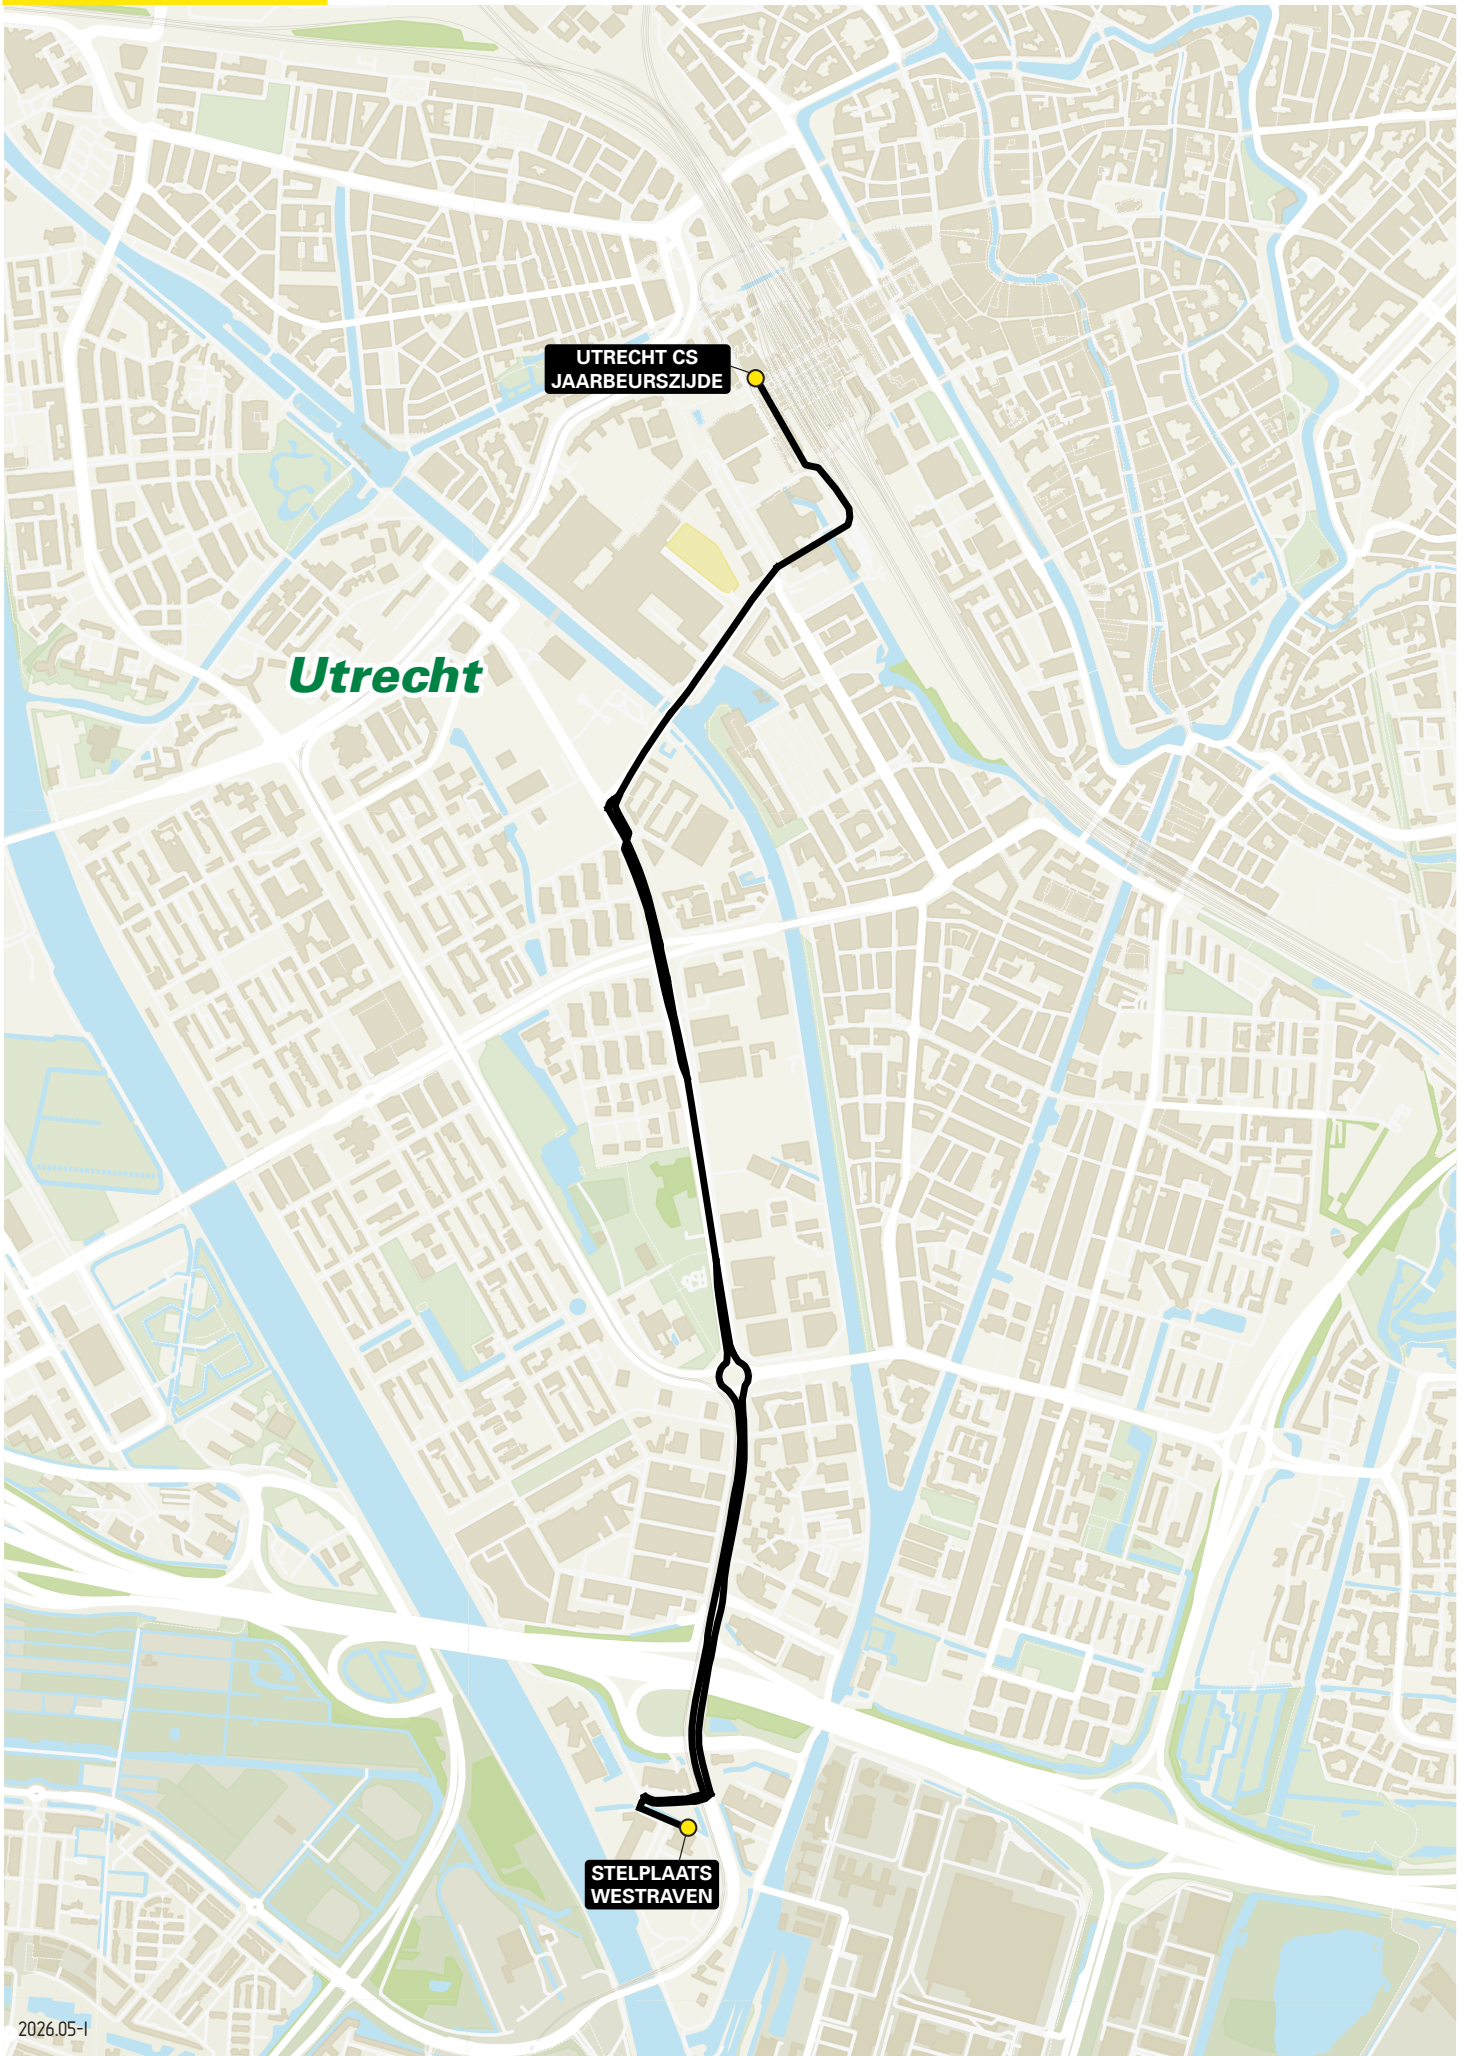 UTRECHT CS
JAARBEURSZIJDE
Utrecht
STELPLAATS
WESTRAVEN
2026.05-I